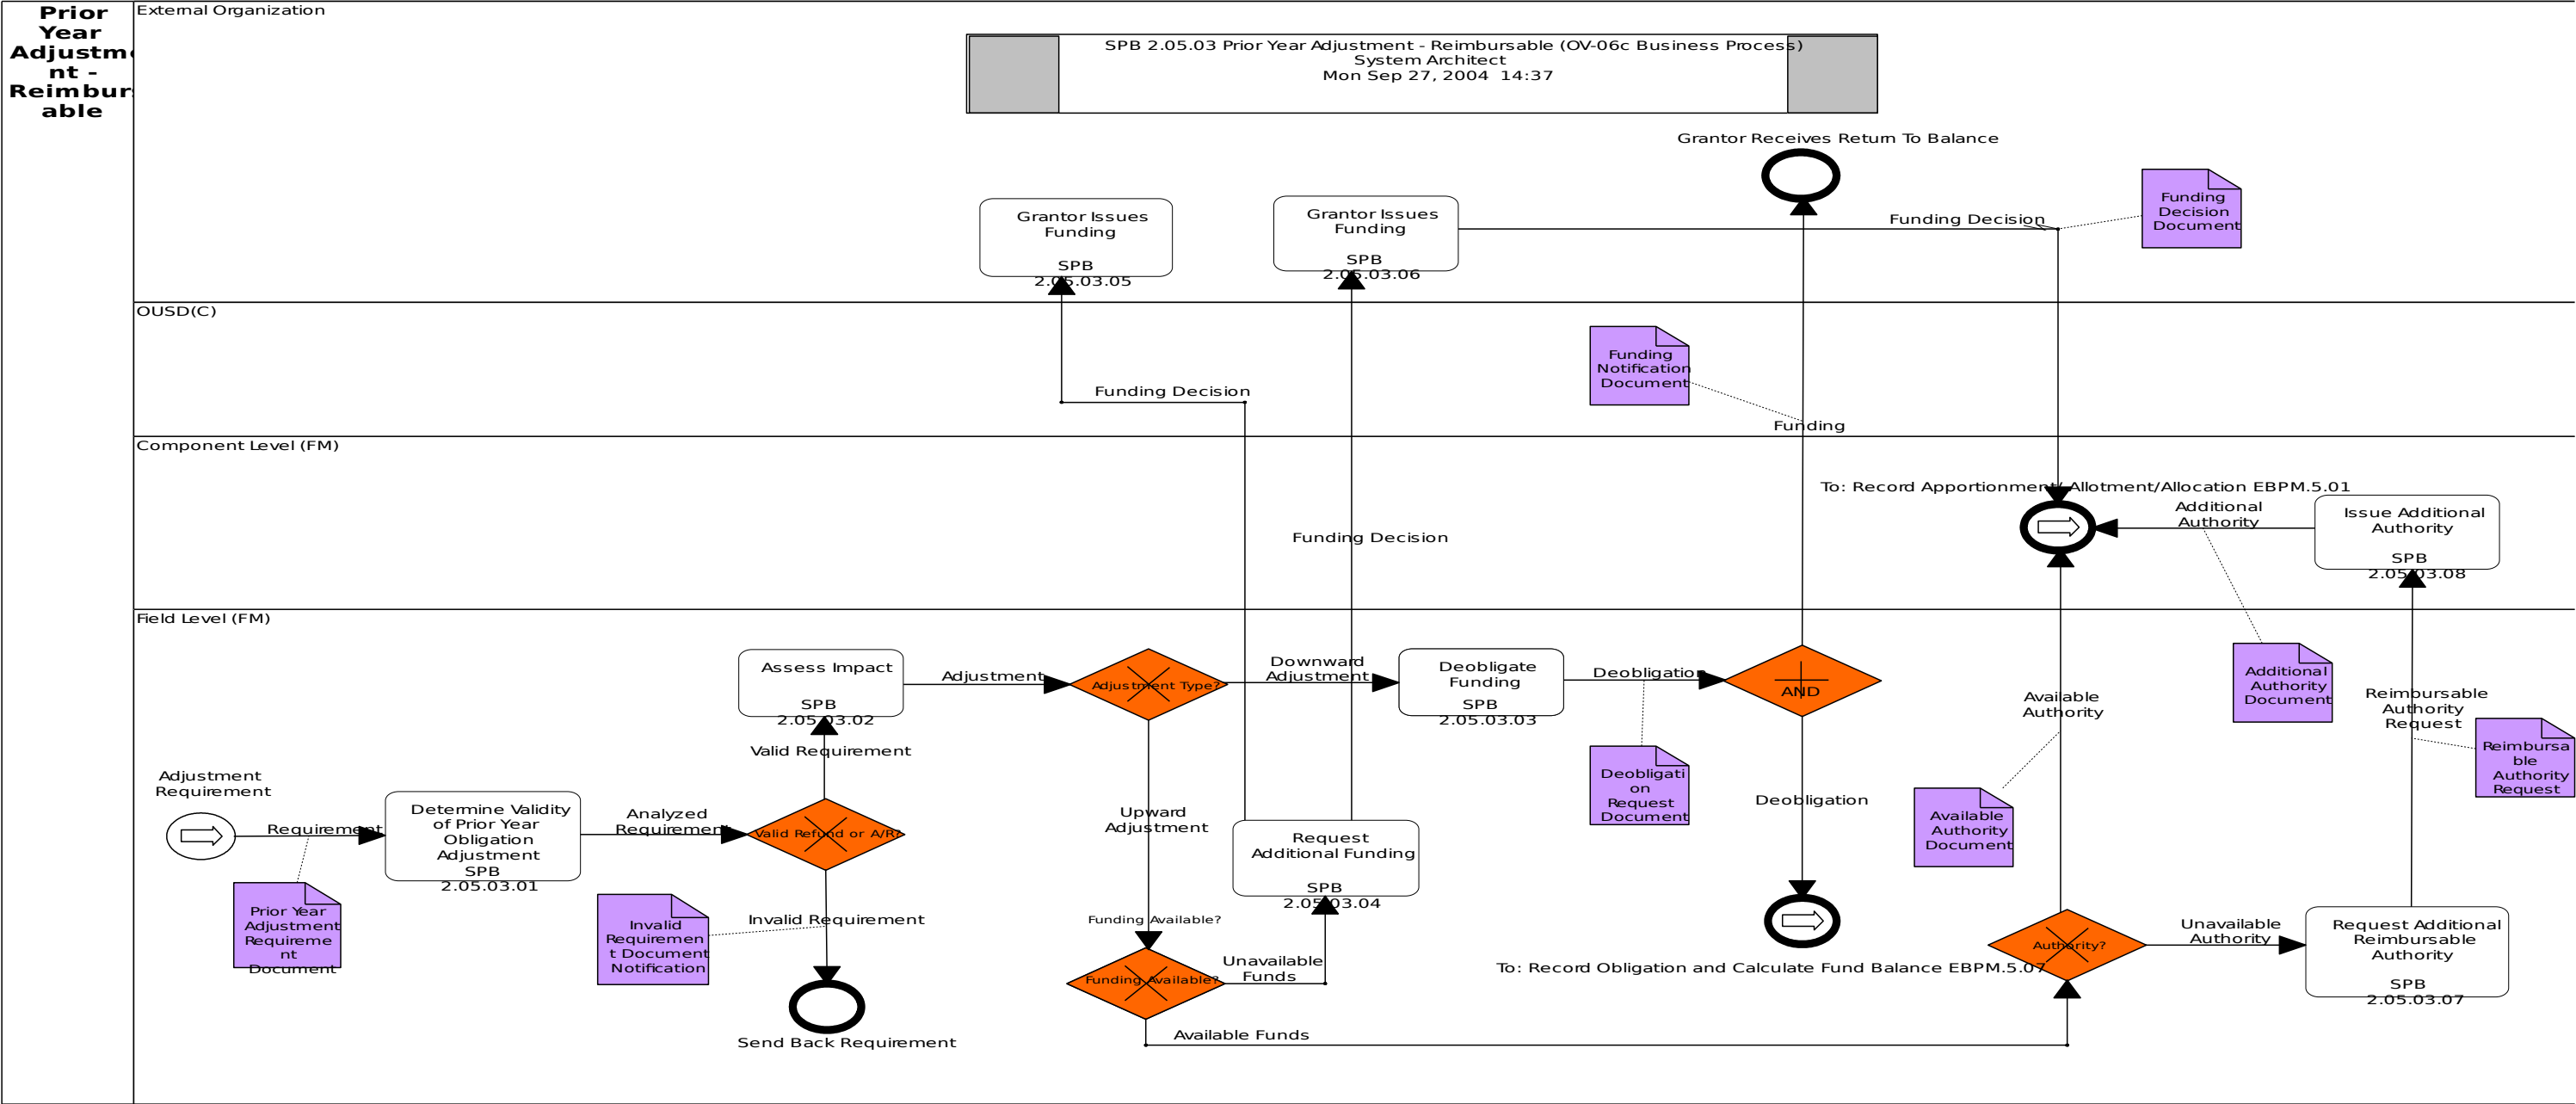 Prior
Year
Adjustme
nt -
Reimburs
able
External Organization
SPB 2.05.03 Prior Year Adjustment - Reimbursable (OV-06c Business Process)
System Architect
Mon Sep 27, 2004 14:37
Grantor Receives Return To Balance
Grantor Issues
Funding
SPB
2.05.03.05
Grantor Issues
Funding
SPB
2.05.03.06
Funding Decision
Funding
Decision
Document
OUSD(C)
Funding Decision
Funding
Notification
Document
Funding
Component Level (FM)
Funding Decision
To: Record Apportionment/ Allotment/Allocation EBPM.5.01
Additional
Authority
Issue Additional
Authority
SPB
2.05.03.08
Field Level (FM)
Assess Impact
SPB
2.05.03.02
Adjustment
Adjustment Type?
Downward
Adjustment
Deobligate
Funding
SPB
2.05.03.03
Deobligation
AND
Additional
Authority
Document
Available
Authority
Reimbursable
Authority
Request
Reimbursa
ble
Authority
Request
Valid Requirement
Adjustment
Requirement
Requirement
Determine Validity
of Prior Year
Obligation
Adjustment
SPB
2.05.03.01
Analyzed
Requirement
Valid Refund or A/R?
Upward
Adjustment
Request
Additional Funding
SPB
2.05.03.04
Deobligati
on
Request
Document
Deobligation
Available
Authority
Document
Prior Year
Adjustment
Requireme
nt
Document
Invalid
Requiremen
t Document
Notification
Invalid Requirement
Send Back Requirement
Funding Available?
Funding Available?
Unavailable
Funds
Available Funds
To: Record Obligation and Calculate Fund Balance EBPM.5.07
Authority?
Unavailable
Authority
Request Additional
Reimbursable
Authority
SPB
2.05.03.07